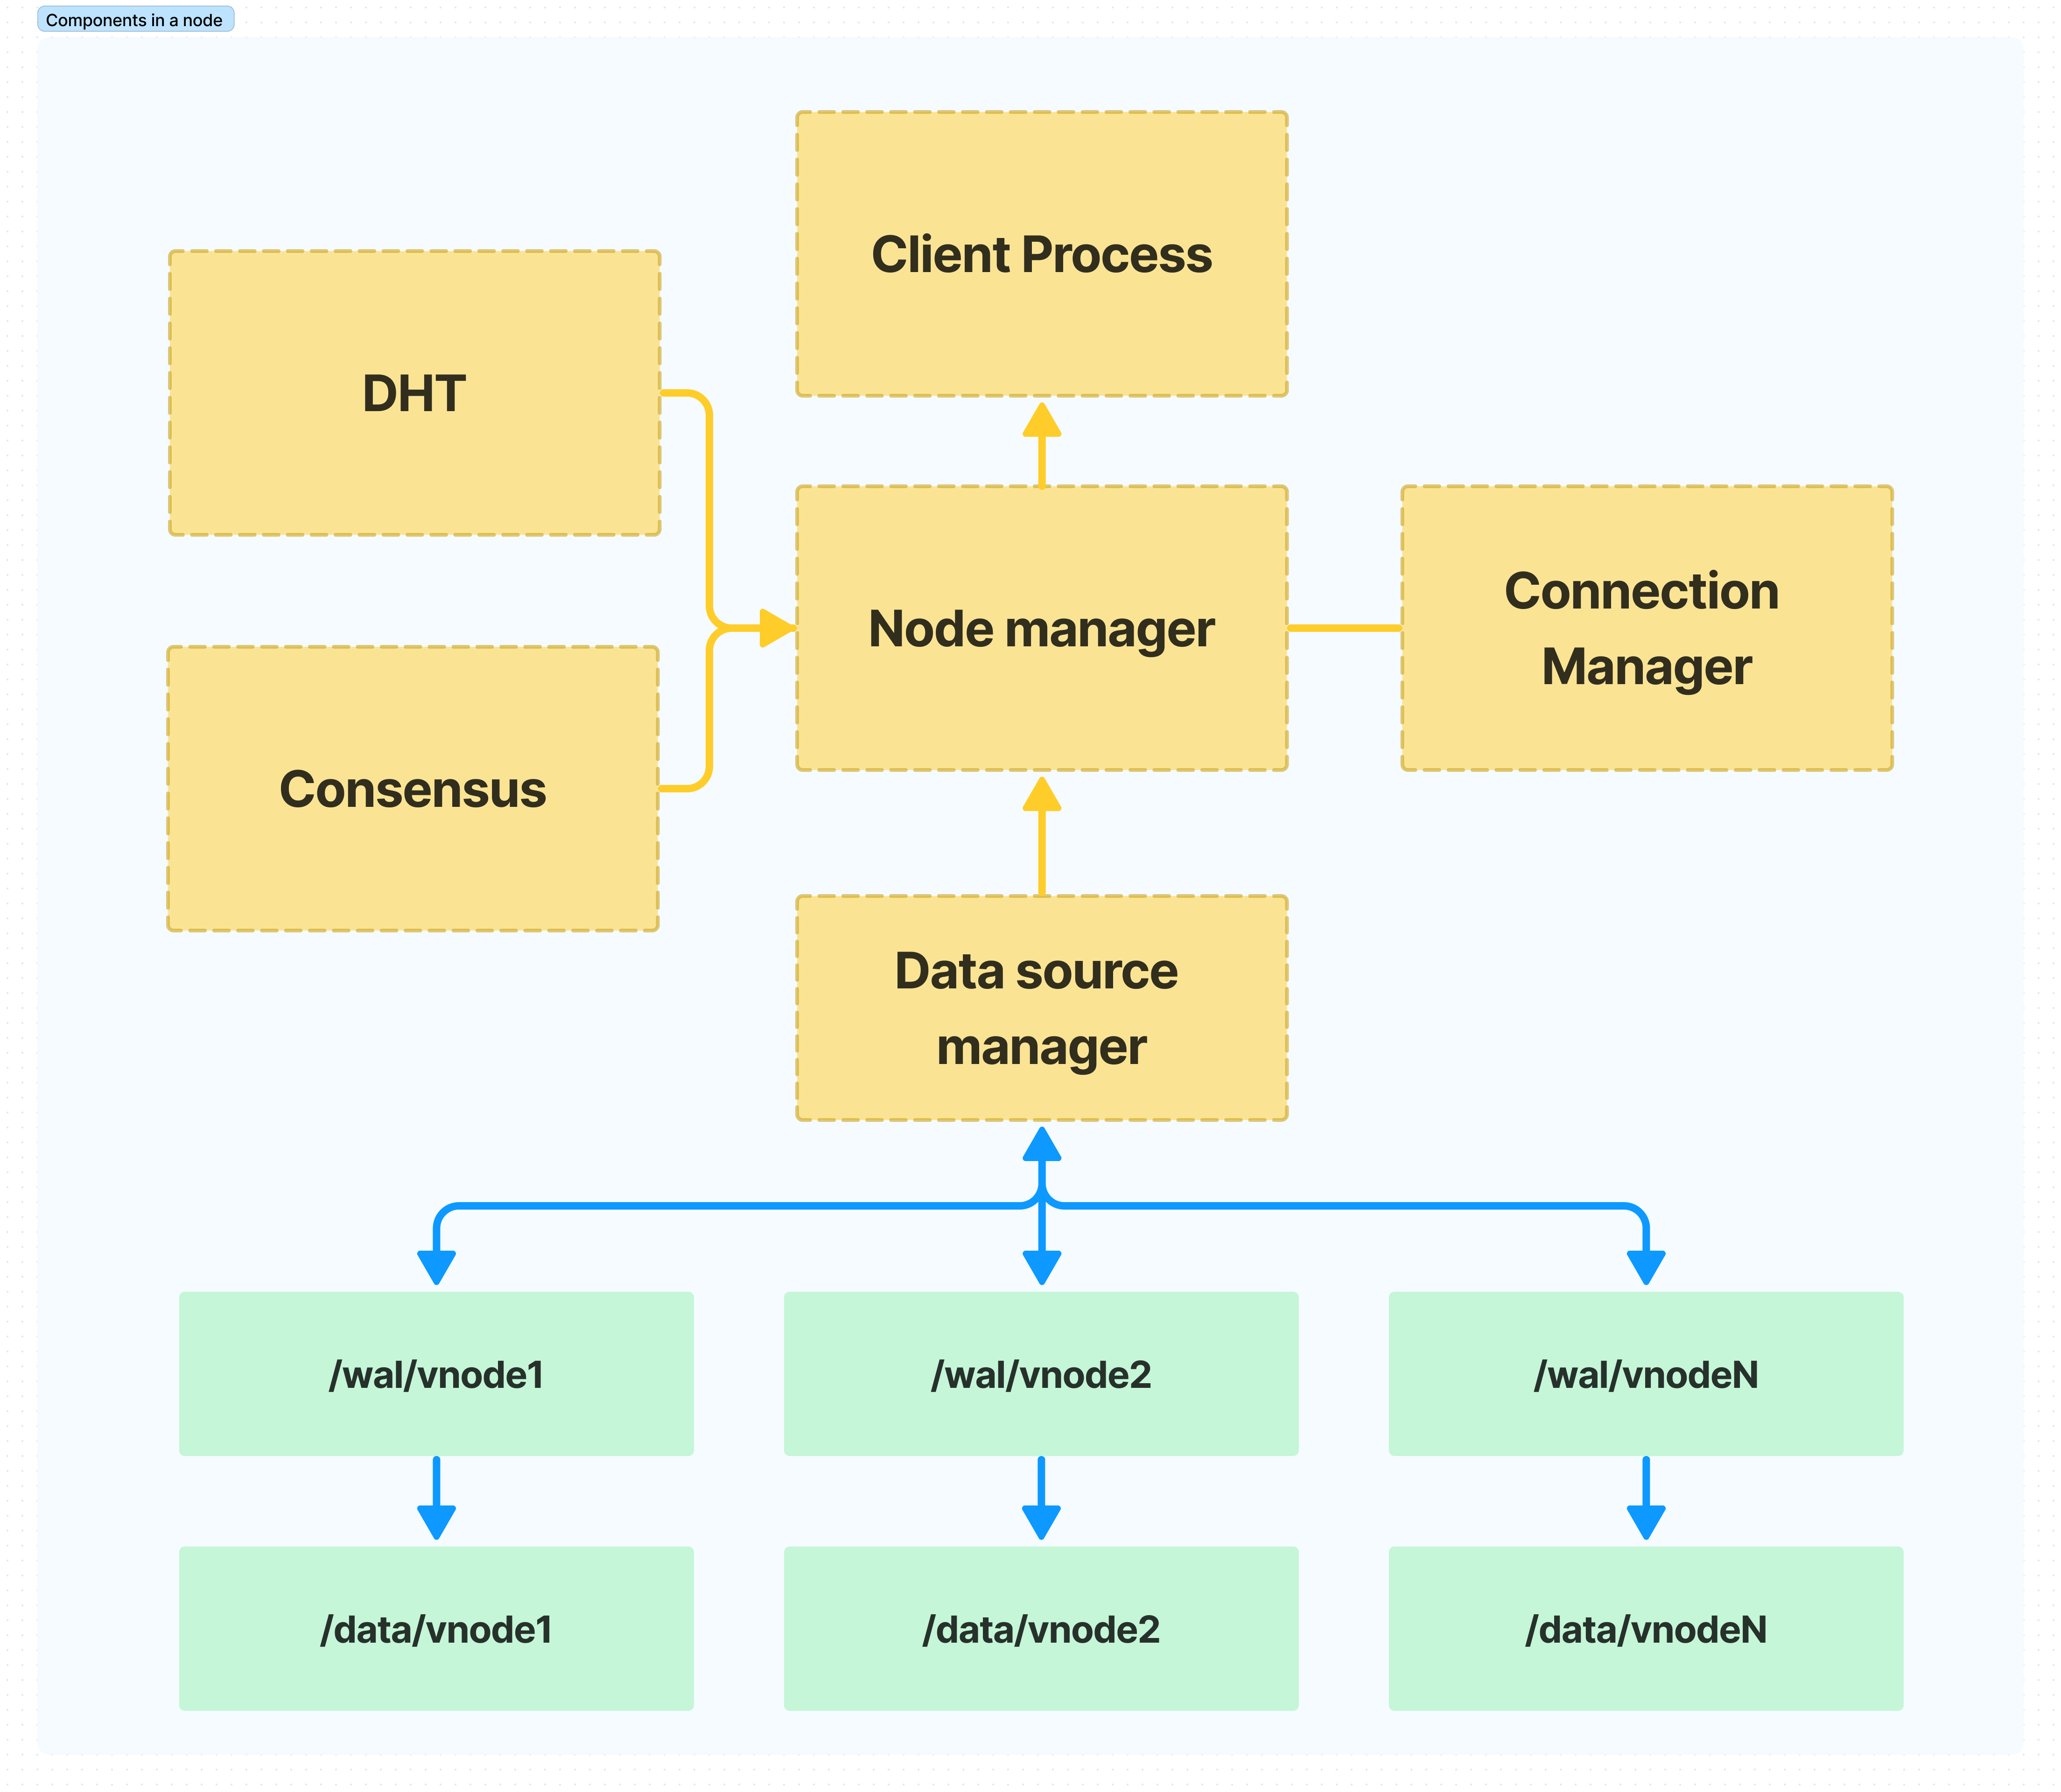 Components in a node
Client Process
DHT
Node manager
Connection
Manager
Consensus
Data source
manager
/wal/vnode1
/wal/vnode2
/wal/vnodeN
/data/vnode1
/data/vnode2
/data/vnodeN